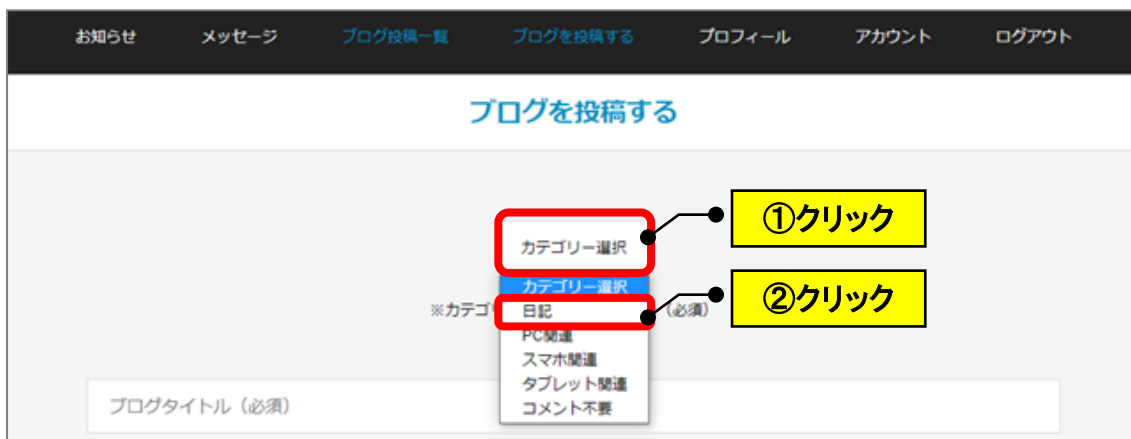 お知らせ メッセージ ブログ投稿一覧 ブログを投稿する プロフィール アカウント ログアウト
ブログを投稿する
①クリック
カテゴリー選択
カテゴリー選択
②クリック
※カテゴリ
日記
(必須)
PC関連
スマホ関連
タブレット関連
コメント不要
ブログタイトル(必須)